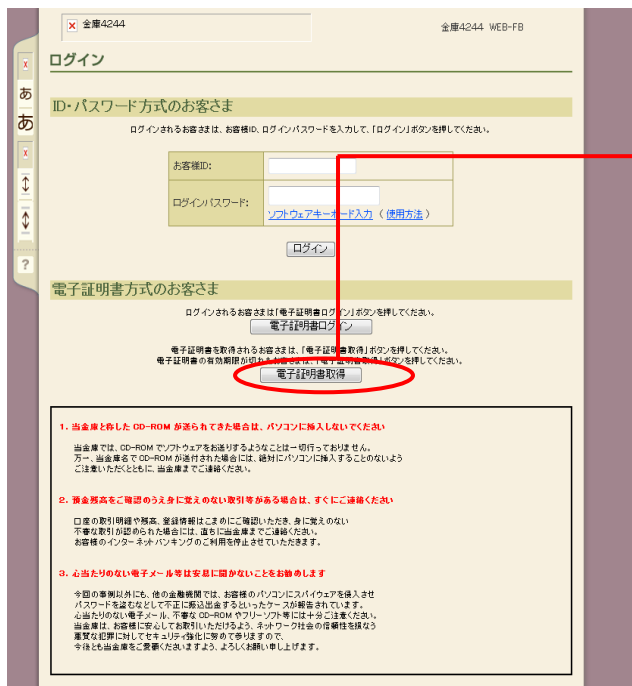 金庫4244
金庫4244 WEB-FB
ログイン
あ
あ
?
ID・パスワード方式のお客さま
ログインされるお客さまは、お客様ID、ログインパスワードを入力して、「ログイン」ボタンを押してください。
お客様ID:
ログインパスワード:
ソフトウェアキーボード入力 (使用方法)
ログイン
電子証明書方式のお客さま
ログインされるお客さまは「電子証明書ログイン」ボタンを押してください。
電子証明書ログイン
電子証明書を取得されるお客さまは、「電子証明書取得」ボタンを押してください。
電子証明書の有効期限が切れたお客さまは、「電子証明書取得」ボタンを押してください。
電子証明書取得
1. 当金庫と称した CD-ROM が送られてきた場合は、パソコンに挿入しないでください
当金庫では、CD-ROM でソフトウェアをお送りするようなことは一切行っておりません。
万一、当金庫名で CD-ROM が送付された場合には、絶対にパソコンに挿入することのないよう
ご注意いただくとともに、当金庫までご連絡ください。
2. 預金残高をご確認のうえ身に覚えのない取引等がある場合は、すぐにご連絡ください
口座の取引明細や残高、登録情報はこまめにご確認いただき、身に覚えのない
不審な取引が認められた場合には、直ちに当金庫までご連絡ください。
お客様のインターネットバンキングのご利用を停止させていただきます。
3. 心当たりのない電子メール等は安易に開かないことをお勧めします
今回の事例以外にも、他の金融機関では、お客様のパソコンにスパイウェアを侵入させ
パスワードを盗むなどして不正に振込出金するといったケースが報告されています。
心当たりのない電子メール、不審な CD-ROM やフリーソフト等には十分ご注意ください。
当金庫は、お客様に安心してお取引いただけるよう、ネットワーク社会の信頼性を損なう
悪質な犯罪に対してセキュリティ強化に努めて参りますので、
今後とも当金庫をご愛顧くださいますよう、よろしくお願い申し上げます。